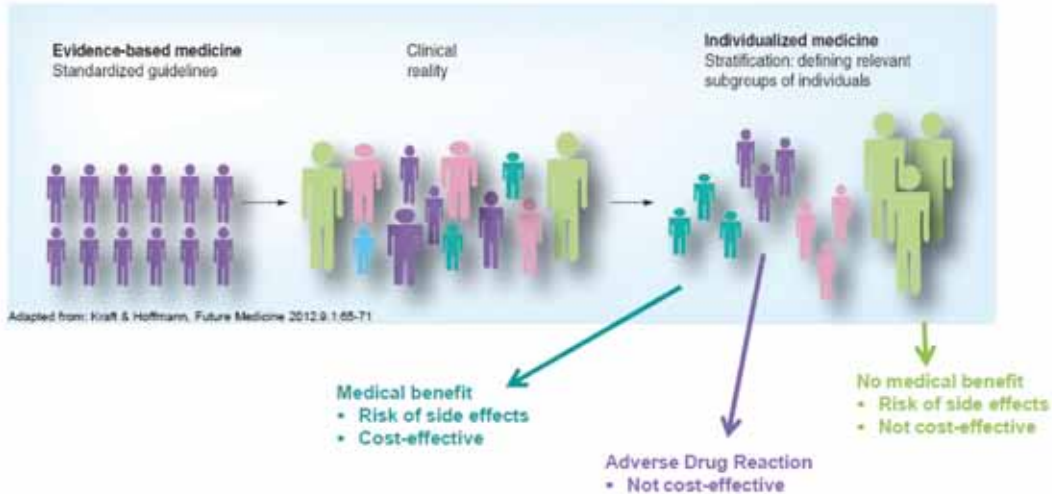 Evidence-based medicine
Standardized guidelines
Clinical
reality
Individualized medicine
Stratification: defining relevant
subgroups of individuals
Adapted from: Kraft & Hoffmann, Future Medicine 2012.9.1:65-71
Medical benefit
▪ Risk of side effects
▪ Cost-effective
Adverse Drug Reaction
▪ Not cost-effective
No medical benefit
▪ Risk of side effects
▪ Not cost-effective